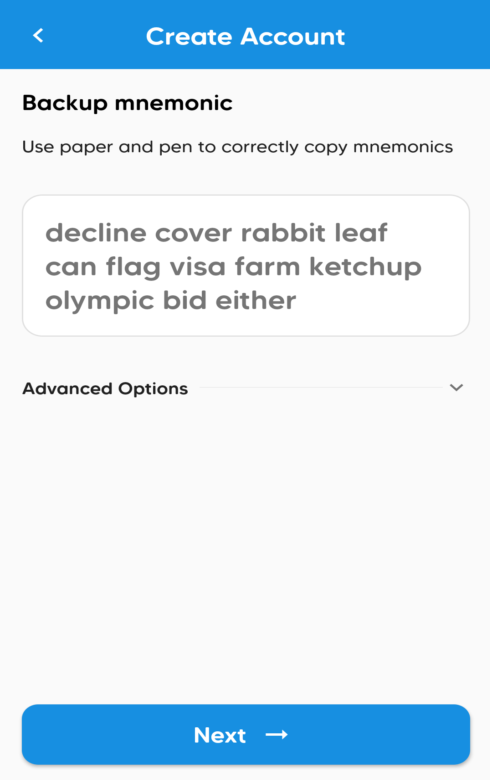 Create Account
Backup mnemonic
Use paper and pen to correctly copy mnemonics
decline cover rabbit leaf
can flag visa farm ketchup
olympic bid either
Advanced Options
Next →